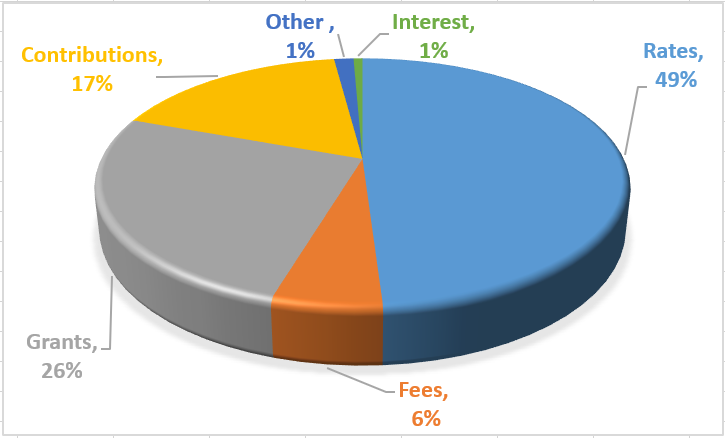 Other ,
1%
Interest,
1%
Contributions,
17%
Rates,
49%
Grants,
26%
Fees,
6%